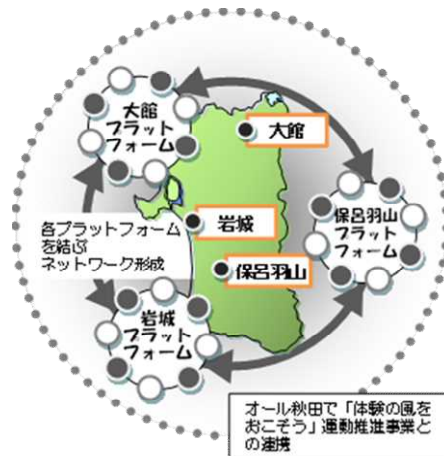 大館
プラット
フォーム
大館
各プラットフォーム
を結ぶ
ネットワーク形成
岩城
保呂羽山
保呂羽山
プラット
フォーム
岩城
プラット
フォーム
オール秋田で「体験の風を
おこそう」運動推進事業と
の連携